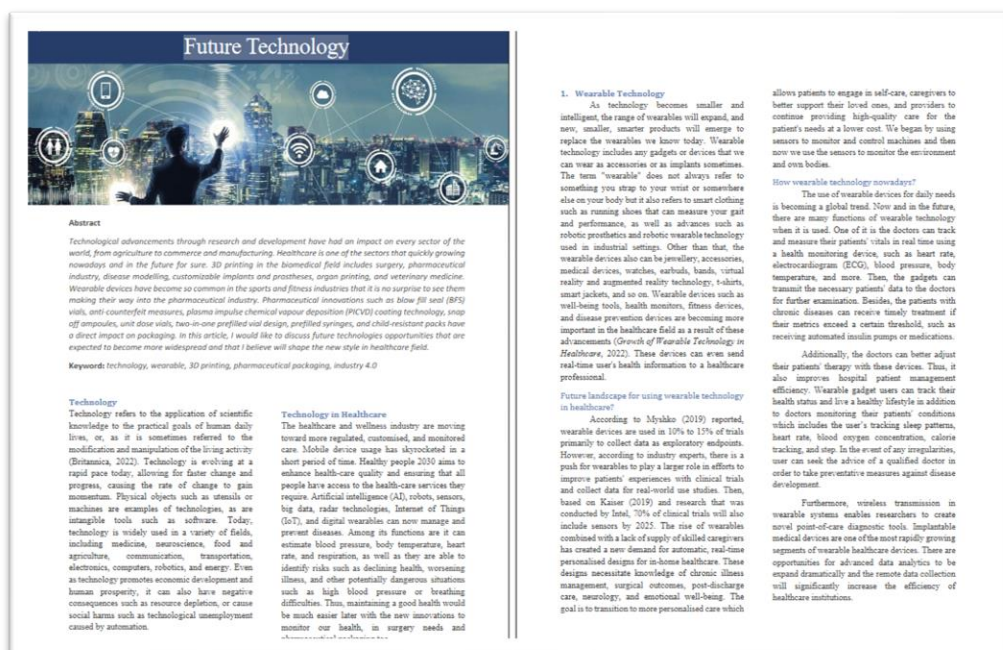 Future Technology
Abstract
Technological advancements through research and development have had an impact on every sector of the
world, from agriculture to commerce and manufacturing. Healthcare is one of the sectors that quickly growing
nowadays and in the future for sure. 3D printing in the biomedical field includes surgery, pharmaceutical
industry, disease modelling, customizable implants and prostheses, organ printing, and veterinary medicine.
Wearable devices have become so common in the sports and fitness industries that it is no surprise to see them
making their way into the pharmaceutical industry. Pharmaceutical innovations such as blow fill seal (BFS)
vials, anti-counterfeit measures, plasma impulse chemical vapour deposition (PICVD) coating technology, snap
off ampoules, unit dose vials, two-in-one prefilled vial design, prefilled syringes, and child-resistant packs have
a direct impact on packaging. In this article, I would like to discuss future technologies opportunities that are
expected to become more widespread and that I believe will shape the new style in healthcare field.
Keyword: technology, wearable, 3D printing, pharmaceutical packaging, industry 4.0
Technology
Technology refers to the application of scientific
knowledge to the practical goals of human daily
lives, or, as it is sometimes referred to the
modification and manipulation of the living activity
(Britannica, 2022). Technology is evolving at a
rapid pace today, allowing for faster change and
progress, causing the rate of change to gain
momentum. Physical objects such as utensils or
machines are examples of technologies, as are
intangible tools such as software. Today,
technology is widely used in a variety of fields,
including medicine, neuroscience, food and
agriculture, communication, transportation,
electronics, computers, robotics, and energy. Even
as technology promotes economic development and
human prosperity, it can also have negative
consequences such as resource depletion, or cause
social harms such as technological unemployment
caused by automation.
Technology in Healthcare
The healthcare and wellness industry are moving
toward more regulated, customised, and monitored
care. Mobile device usage has skyrocketed in a
short period of time. Healthy people 2030 aims to
enhance health-care quality and ensuring that all
people have access to the health-care services they
require. Artificial intelligence (AI), robots, sensors,
big data, radar technologies, Internet of Things
(IoT), and digital wearables can now manage and
prevent diseases. Among its functions are it can
estimate blood pressure, body temperature, heart
rate, and respiration, as well as they are able to
identify risks such as declining health, worsening
illness, and other potentially dangerous situations
such as high blood pressure or breathing
difficulties. Thus, maintaining a good health would
be much easier later with the new innovations to
monitor our health, in surgery needs and
1. Wearable Technology
As technology becomes smaller and
intelligent, the range of wearables will expand, and
new, smaller, smarter products will emerge to
replace the wearables we know today. Wearable
technology includes any gadgets or devices that we
can wear as accessories or as implants sometimes.
The term "wearable" does not always refer to
something you strap to your wrist or somewhere
else on your body but it also refers to smart clothing
such as running shoes that can measure your gait
and performance, as well as advances such as
robotic prosthetics and robotic wearable technology
used in industrial settings. Other than that, the
wearable devices also can be jewellery, accessories,
medical devices, watches, earbuds, bands, virtual
reality and augmented reality technology, t-shirts,
smart jackets, and so on. Wearable devices such as
well-being tools, health monitors, fitness devices,
and disease prevention devices are becoming more
important in the healthcare field as a result of these
advancements (Growth of Wearable Technology in
Healthcare, 2022). These devices can even send
real-time user's health information to a healthcare
professional.
Future landscape for using wearable technology
in healthcare?
According to Myshko (2019) reported,
wearable devices are used in 10% to 15% of trials
primarily to collect data as exploratory endpoints.
However, according to industry experts, there is a
push for wearables to play a larger role in efforts to
improve patients' experiences with clinical trials
and collect data for real-world use studies. Then,
based on Kaiser (2019) and research that was
conducted by Intel, 70% of clinical trials will also
include sensors by 2025. The rise of wearables
combined with a lack of supply of skilled caregivers
has created a new demand for automatic, real-time
personalised designs for in-home healthcare. These
designs necessitate knowledge of chronic illness
management, surgical outcomes, post-discharge
care, neurology, and emotional well-being. The
goal is to transition to more personalised care which
allows patients to engage in self-care, caregivers to
better support their loved ones, and providers to
continue providing high-quality care for the
patient's needs at a lower cost. We began by using
sensors to monitor and control machines and then
now we use the sensors to monitor the environment
and own bodies.
How wearable technology nowadays?
The use of wearable devices for daily needs
is becoming a global trend. Now and in the future,
there are many functions of wearable technology
when it is used. One of it is the doctors can track
and measure their patients' vitals in real time using
a health monitoring device, such as heart rate,
electrocardiogram (ECG), blood pressure, body
temperature, and more. Then, the gadgets can
transmit the necessary patients' data to the doctors
for further examination. Besides, the patients with
chronic diseases can receive timely treatment if
their metrics exceed a certain threshold, such as
receiving automated insulin pumps or medications.
Additionally, the doctors can better adjust
their patients' therapy with these devices. Thus, it
also improves hospital patient management
efficiency. Wearable gadget users can track their
health status and live a healthy lifestyle in addition
to doctors monitoring their patients' conditions
which includes the user's tracking sleep patterns,
heart rate, blood oxygen concentration, calorie
tracking, and step. In the event of any irregularities,
user can seek the advice of a qualified doctor in
order to take preventative measures against disease
development.
Furthermore, wireless transmission in
wearable systems enables researchers to create
novel point-of-care diagnostic tools. Implantable
medical devices are one of the most rapidly growing
segments of wearable healthcare devices. There are
opportunities for advanced data analytics to be
expand dramatically and the remote data collection
will significantly increase the efficiency of
healthcare institutions.